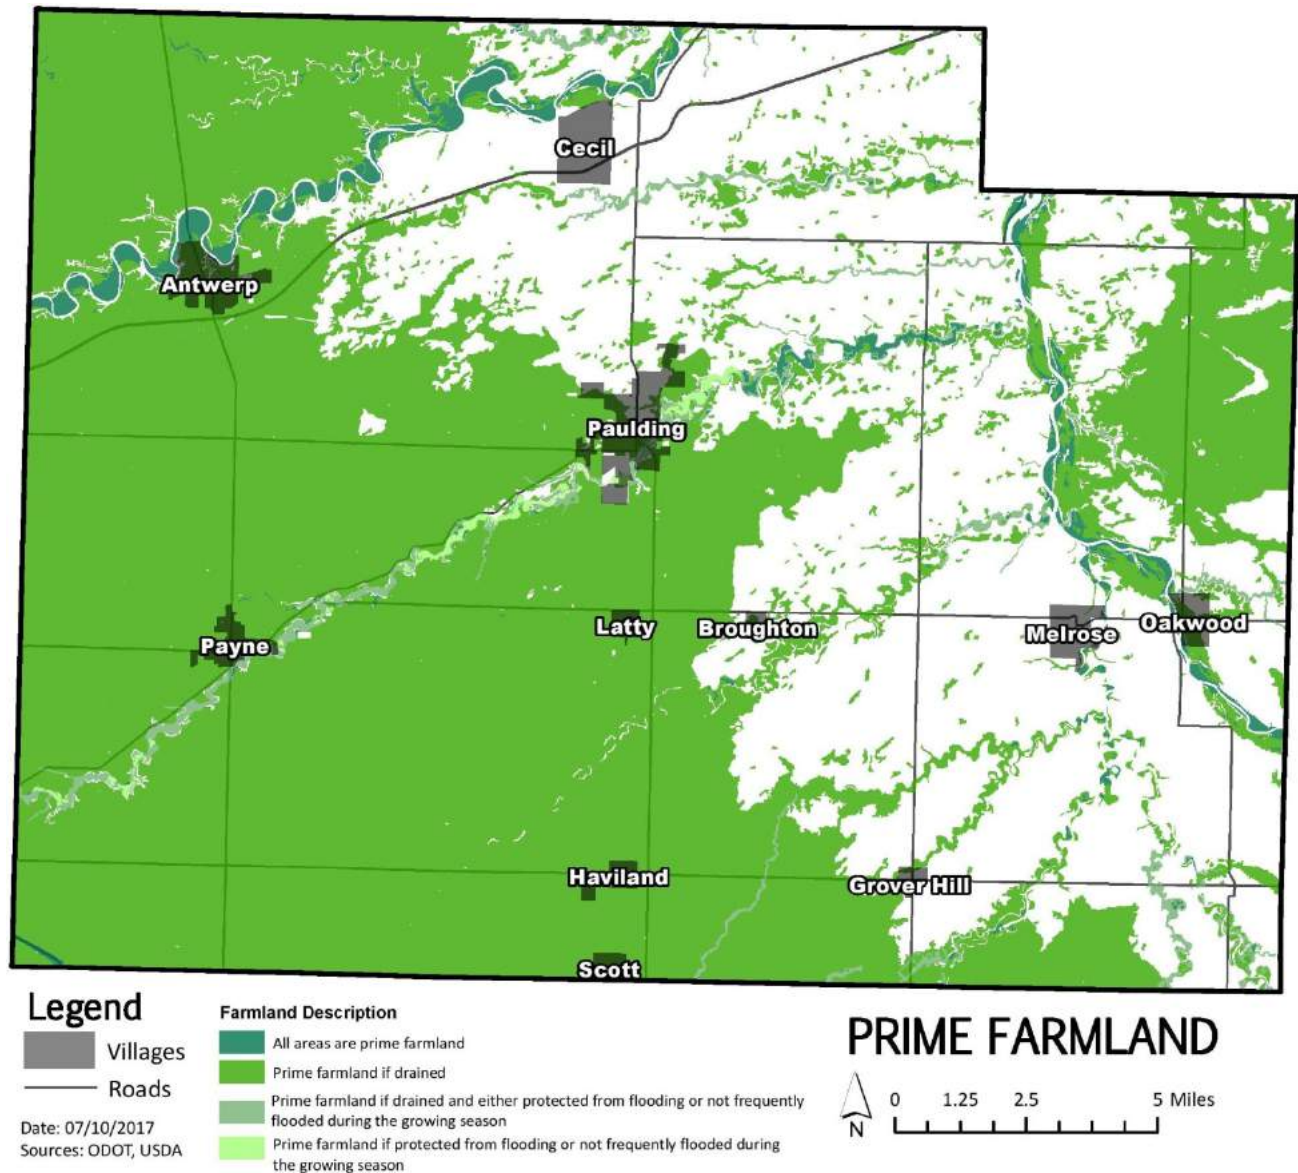 Cecil
Antwerp
Paulding
Latty
Broughton
Melrose
Oakwood
Payne
Haviland
Grover Hill
Scott
Legend
Villages
Roads
Date: 07/10/2017
Sources: ODOT, USDA
Farmland Description
All areas are prime farmland
Prime farmland if drained
Prime farmland if drained and either protected from flooding or not frequently
flooded during the growing season
Prime farmland if protected from flooding or not frequently flooded during
the growing season
PRIME FARMLAND
N
0 1.25 2.5 5 Miles